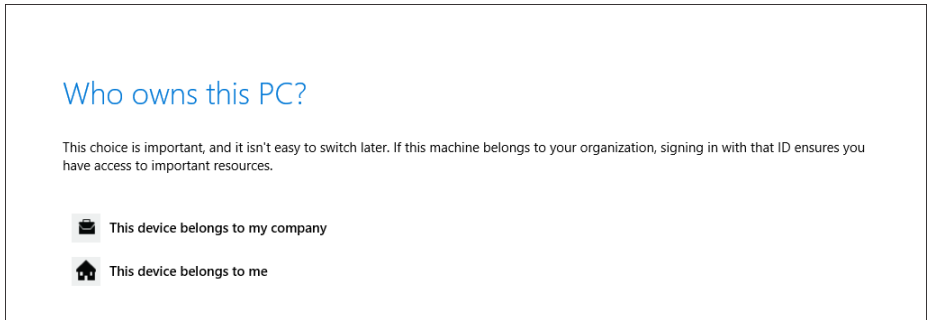 Who owns this PC?
This choice is important, and it isn't easy to switch later. If this machine belongs to your organization, signing in with that ID ensures you
have access to important resources.
This device belongs to my company
This device belongs to me